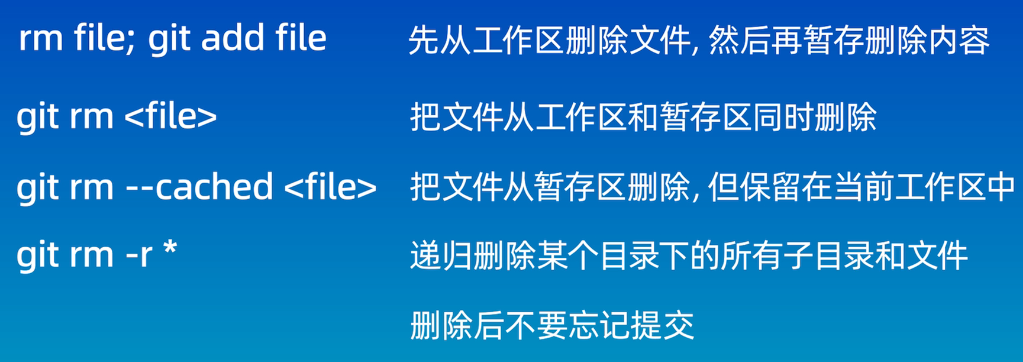 rm file; git add file 先从工作区删除文件, 然后再暂存删除内容
git rm <file> 把文件从工作区和暂存区同时删除
git rm --cached <file> 把文件从暂存区删除, 但保留在当前工作区中
git rm -r * 递归删除某个目录下的所有子目录和文件
删除后不要忘记提交